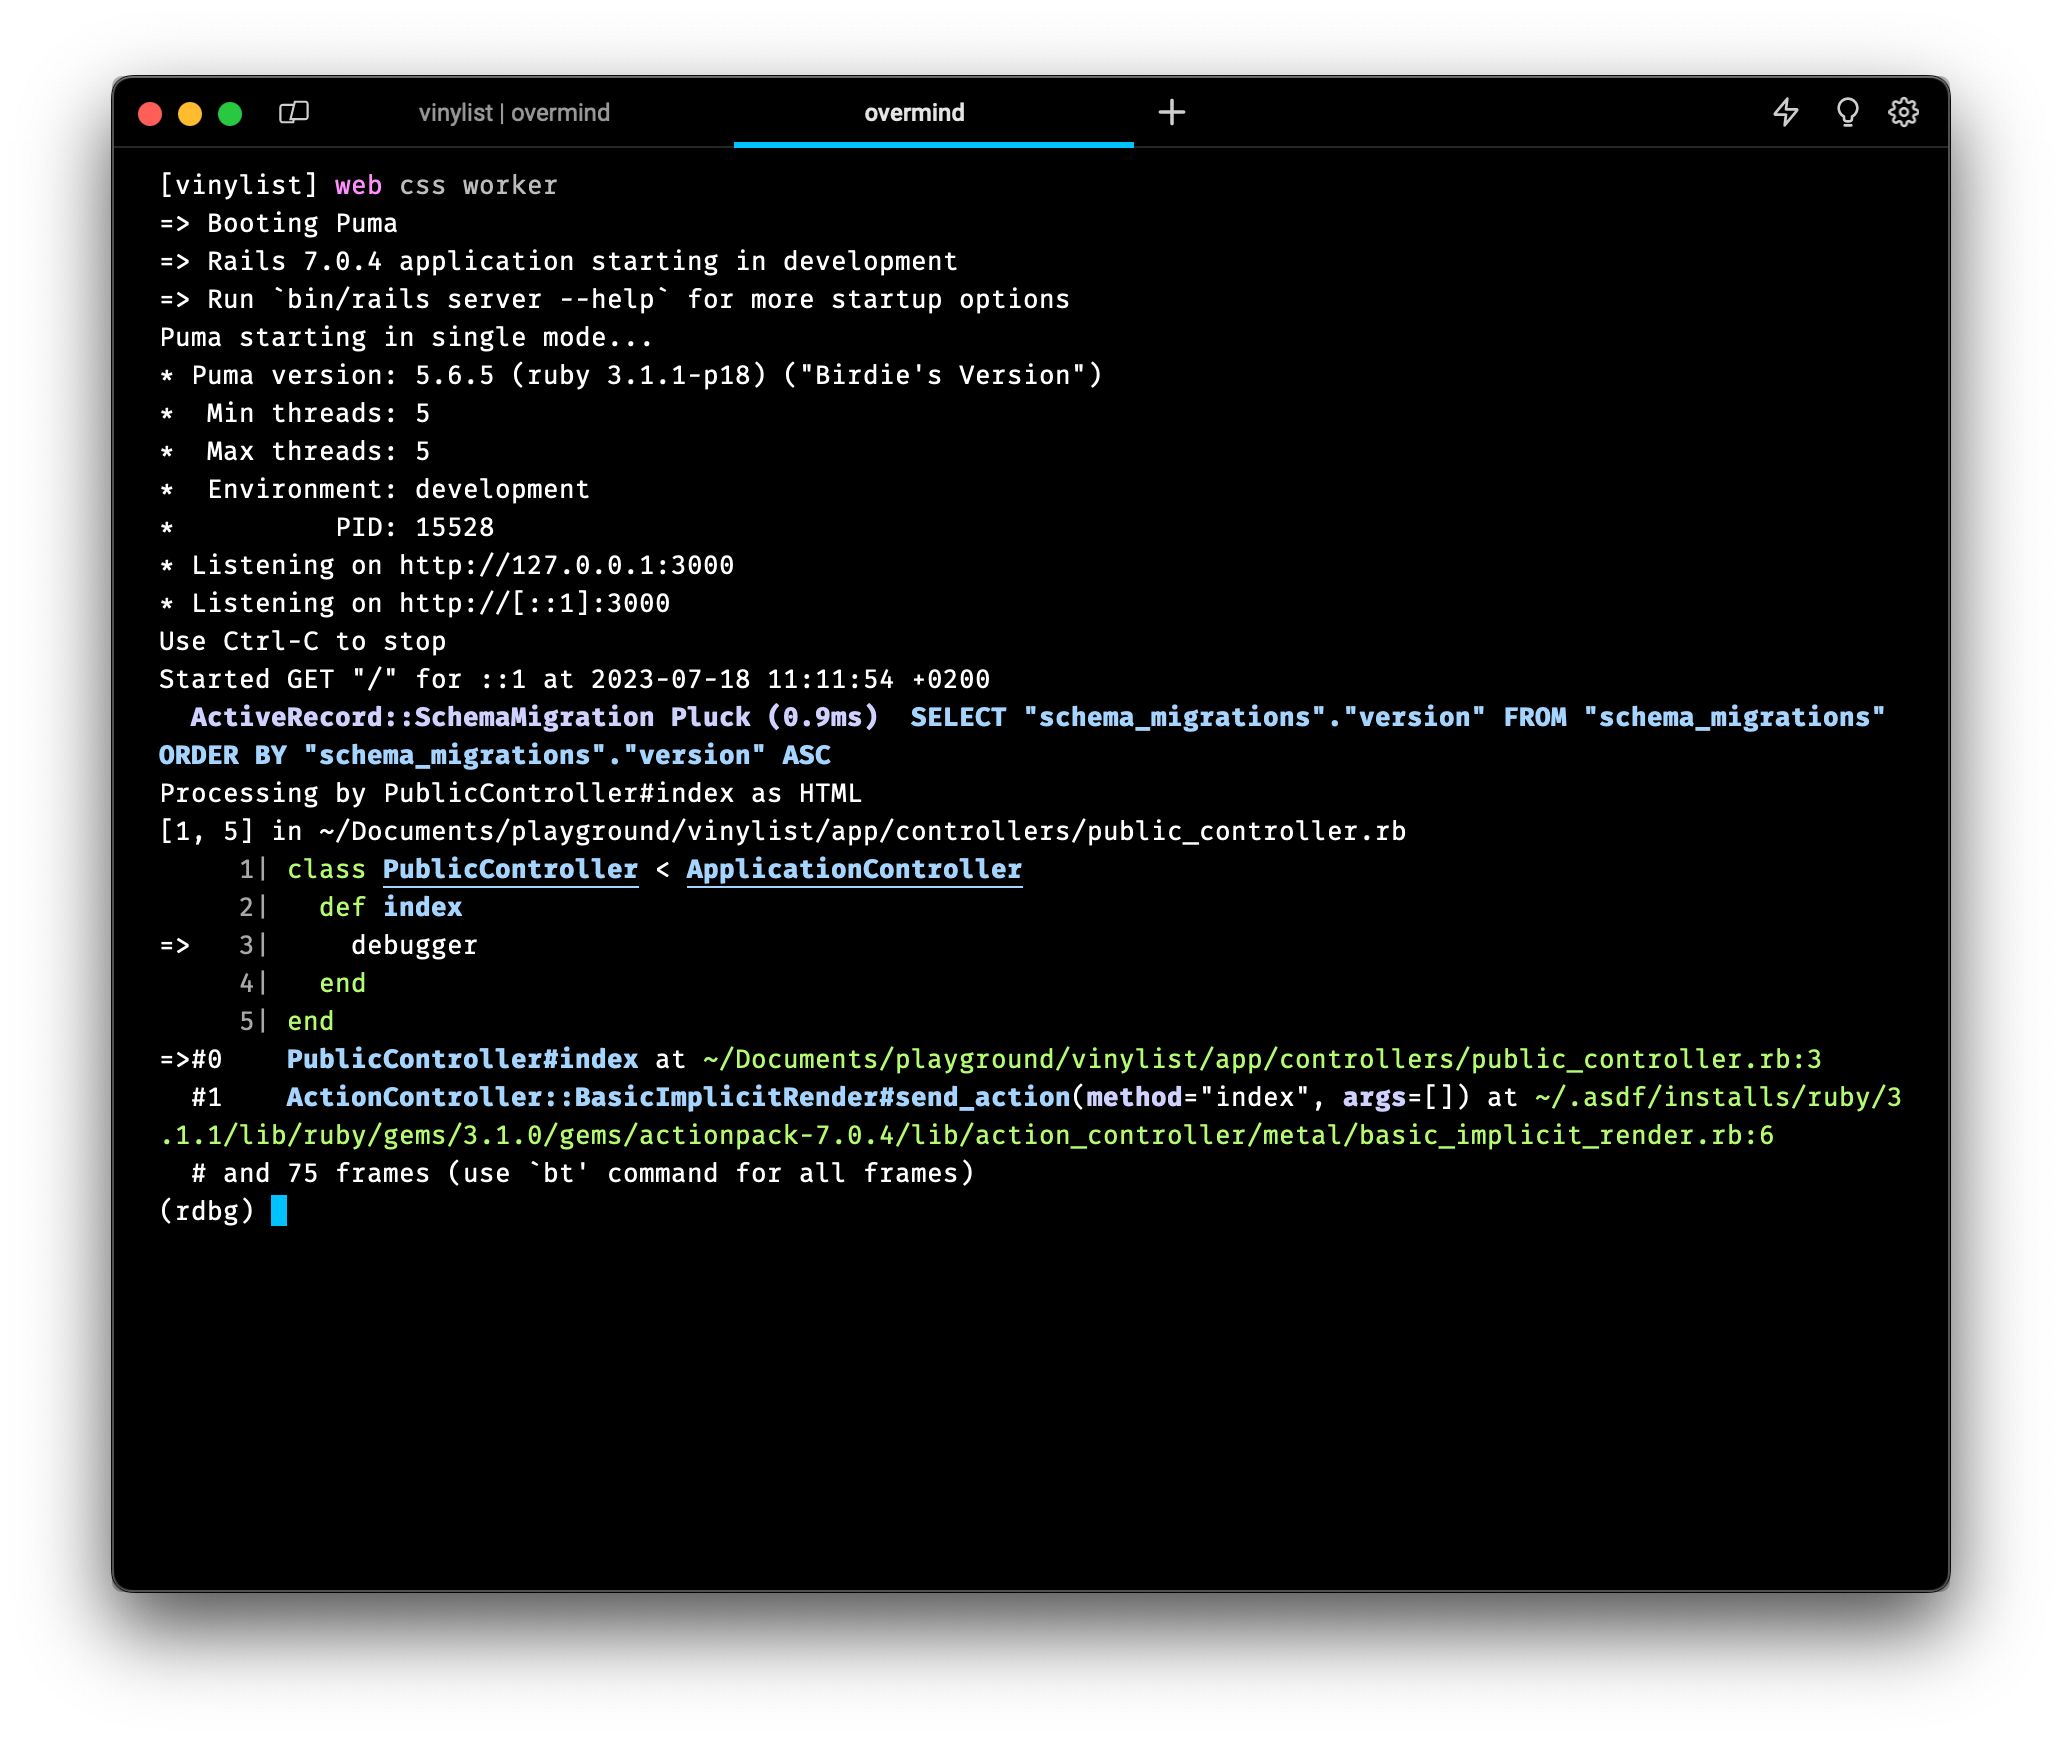 vinylist | overmind
overmind
[vinylist] web css worker
=> Booting Puma
=> Rails 7.0.4 application starting in development
=> Run `bin/rails server --help` for more startup options
Puma starting in single mode...
* Puma version: 5.6.5 (ruby 3.1.1-p18) ("Birdie's Version")
*  Min threads: 5
*  Max threads: 5
*  Environment: development
*          PID: 15528
* Listening on http://127.0.0.1:3000
* Listening on http://[::1]:3000
Use Ctrl-C to stop
Started GET "/" for ::1 at 2023-07-18 11:11:54 +0200
  ActiveRecord::SchemaMigration Pluck (0.9ms)  SELECT "schema_migrations"."version" FROM "schema_migrations"
ORDER BY "schema_migrations"."version" ASC
Processing by PublicController#index as HTML
[1, 5] in ~/Documents/playground/vinylist/app/controllers/public_controller.rb
     1| class PublicController < ApplicationController
     2|   def index
=>   3|     debugger
     4|   end
     5| end
=>#0    PublicController#index at ~/Documents/playground/vinylist/app/controllers/public_controller.rb:3
  #1    ActionController::BasicImplicitRender#send_action(method="index", args=[]) at ~/.asdf/installs/ruby/3
.1.1/lib/ruby/gems/3.1.0/gems/actionpack-7.0.4/lib/action_controller/metal/basic_implicit_render.rb:6
  # and 75 frames (use `bt' command for all frames)
(rdbg)